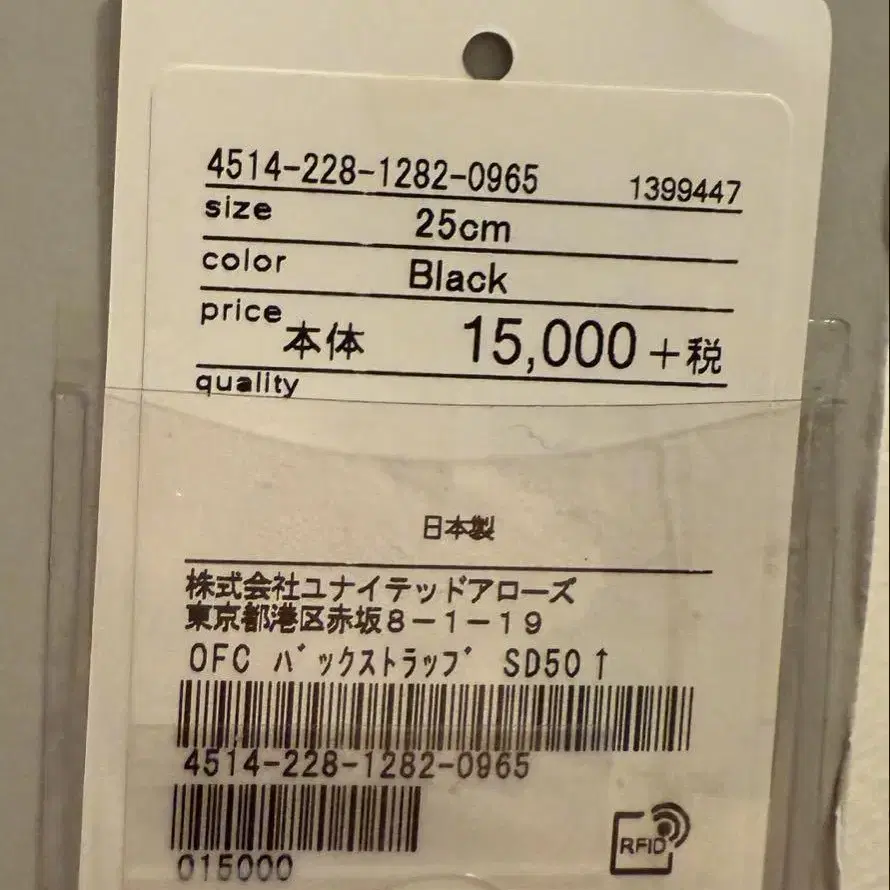 4514-228-1282-0965 1399447
size 25cm
color Black
price 本体 15,000+税
quality
日本製
株式会社ユナイテッドアローズ
東京都港区赤坂8-1-19
OFC バックストラップ SD50↑
4514-228-1282-0965
015000
RFID